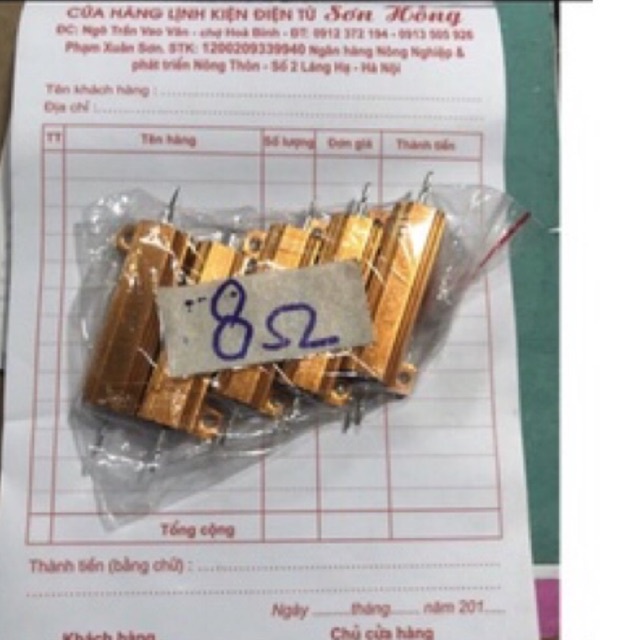 CỬA HÀNG LỊNH KIỆN ĐIỆN TỬ Sơn Hồng
ĐC: Ngõ Trần Vao Vân - chợ Hoà Bình - ĐT: 0912 372 194 - 0913 505 926
Phạm Xuân Sơn. STK: 1200209339940 Ngân hàng Nông Nghiệp &
phát triển Nông Thôn - Số 2 Láng Hạ - Hà Nội
Tên khách hàng :
Địa chỉ :
TT Tên hàng Số lượng Đơn giá Thành tiền
8Ω
Tổng cộng
Thành tiền (bằng chữ) :
Ngày ........tháng....... năm 201.....
Khách hàng Chủ cửa hàng